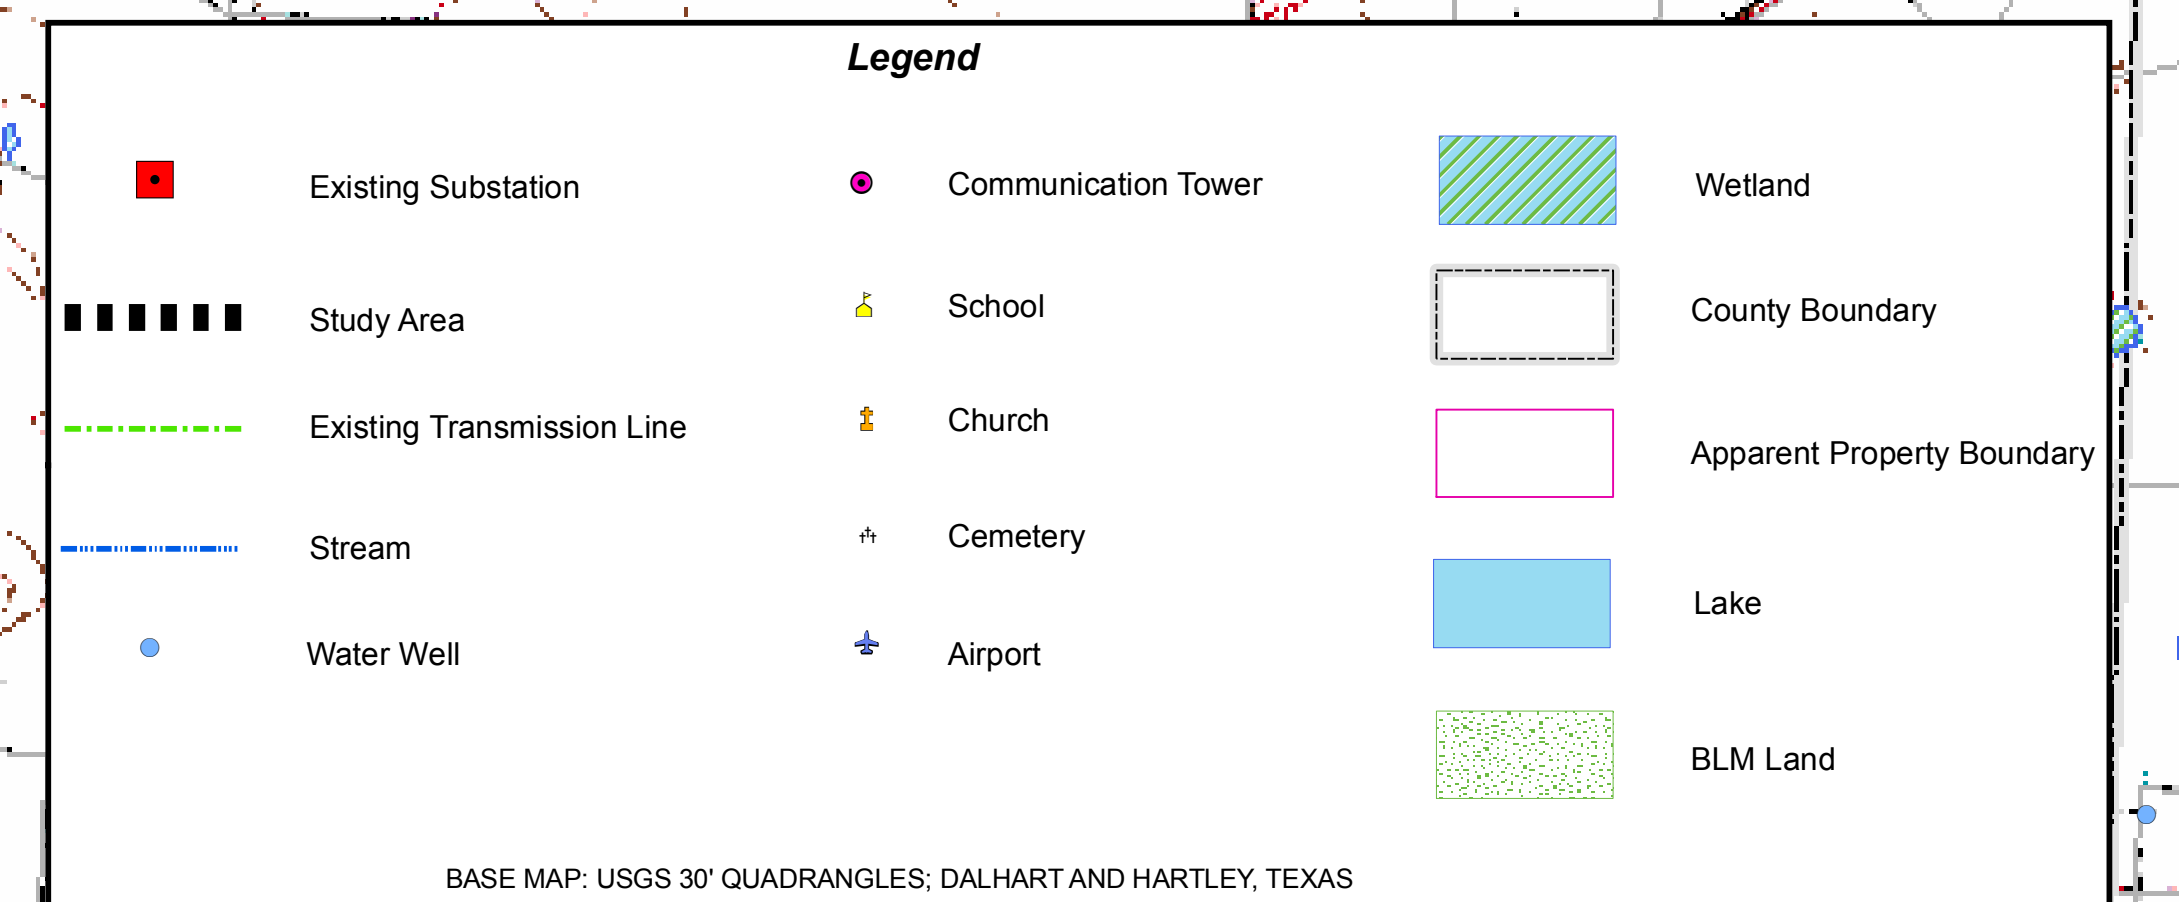 Legend
Existing Substation
Study Area
Existing Transmission Line
Stream
Water Well
Communication Tower
School
Church
Cemetery
Airport
Wetland
County Boundary
Apparent Property Boundary
Lake
BLM Land
BASE MAP: USGS 30' QUADRANGLES; DALHART AND HARTLEY, TEXAS